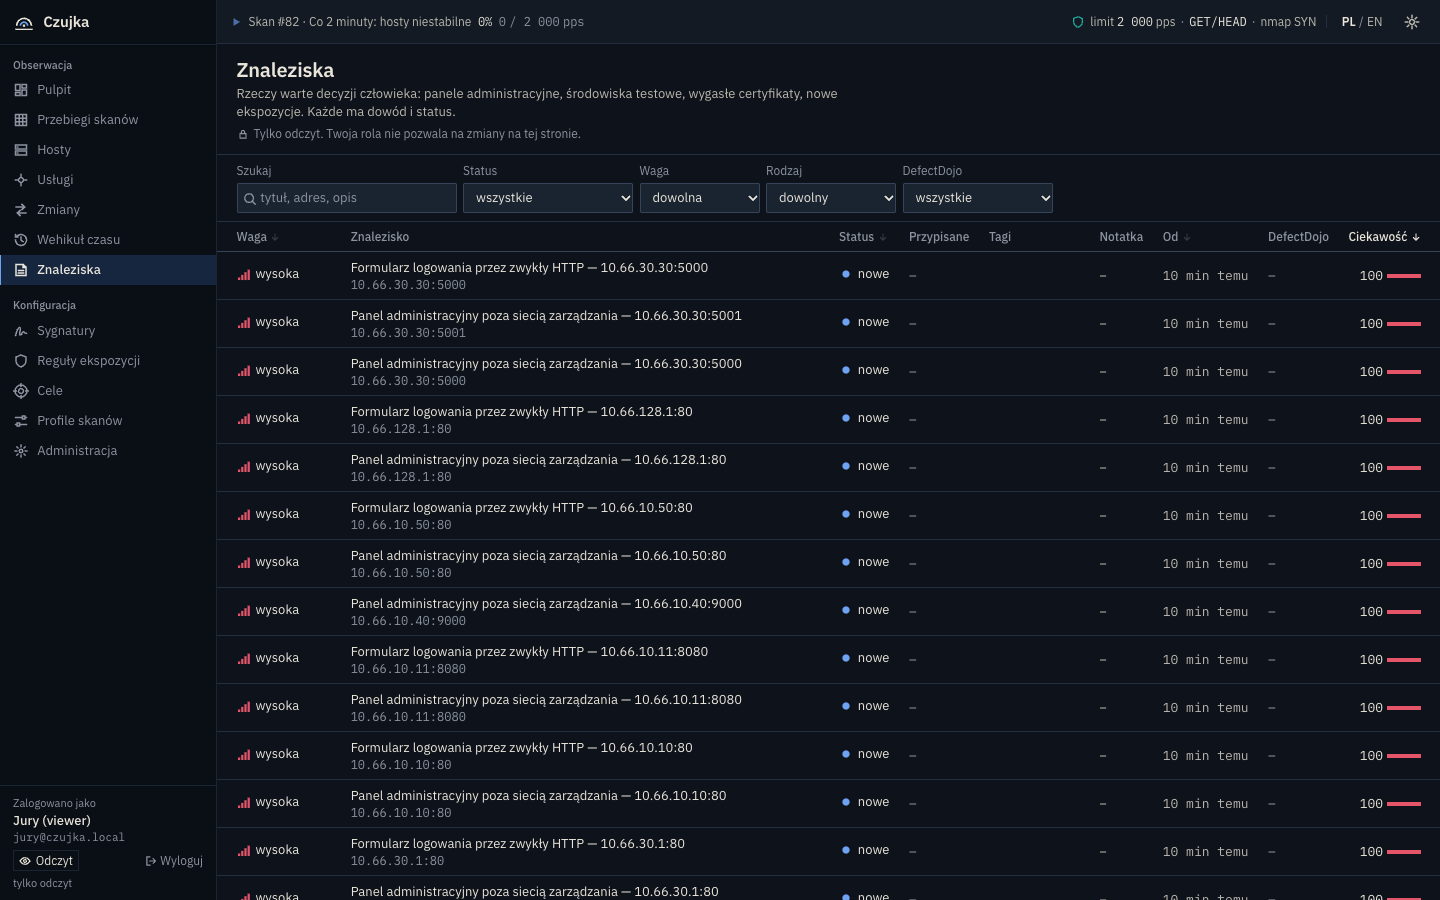 Czujka
Skan #82 · Co 2 minuty: hosty niestabilne 0% 0 / 2 000 pps
limit 2 000 pps · GET/HEAD · nmap SYN PL / EN
Obserwacja
Pulpit
Przebiegi skanów
Hosty
Usługi
Zmiany
Wehikuł czasu
Znaleziska
Konfiguracja
Sygnatury
Reguły ekspozycji
Cele
Profile skanów
Administracja
Zalogowano jako
Jury (viewer)
jury@czujka.local
Odczyt Wyloguj
tylko odczyt
Znaleziska
Rzeczy warte decyzji człowieka: panele administracyjne, środowiska testowe, wygasłe certyfikaty, nowe
ekspozycje. Każde ma dowód i status.
Tylko odczyt. Twoja rola nie pozwala na zmiany na tej stronie.
Szukaj Status Waga Rodzaj DefectDojo
tytuł, adres, opis wszystkie dowolna dowolny wszystkie
Waga ↓ Znalezisko Status ↓ Przypisane Tagi Notatka Od ↓ DefectDojo Ciekawość ↓
wysoka Formularz logowania przez zwykły HTTP — 10.66.30.30:5000 nowe – – 10 min temu – 100
10.66.30.30:5000
wysoka Panel administracyjny poza siecią zarządzania — 10.66.30.30:5001 nowe – – 10 min temu – 100
10.66.30.30:5001
wysoka Panel administracyjny poza siecią zarządzania — 10.66.30.30:5000 nowe – – 10 min temu – 100
10.66.30.30:5000
wysoka Formularz logowania przez zwykły HTTP — 10.66.128.1:80 nowe – – 10 min temu – 100
10.66.128.1:80
wysoka Panel administracyjny poza siecią zarządzania — 10.66.128.1:80 nowe – – 10 min temu – 100
10.66.128.1:80
wysoka Formularz logowania przez zwykły HTTP — 10.66.10.50:80 nowe – – 10 min temu – 100
10.66.10.50:80
wysoka Panel administracyjny poza siecią zarządzania — 10.66.10.50:80 nowe – – 10 min temu – 100
10.66.10.50:80
wysoka Panel administracyjny poza siecią zarządzania — 10.66.10.40:9000 nowe – – 10 min temu – 100
10.66.10.40:9000
wysoka Formularz logowania przez zwykły HTTP — 10.66.10.11:8080 nowe – – 10 min temu – 100
10.66.10.11:8080
wysoka Panel administracyjny poza siecią zarządzania — 10.66.10.11:8080 nowe – – 10 min temu – 100
10.66.10.11:8080
wysoka Formularz logowania przez zwykły HTTP — 10.66.10.10:80 nowe – – 10 min temu – 100
10.66.10.10:80
wysoka Panel administracyjny poza siecią zarządzania — 10.66.10.10:80 nowe – – 10 min temu – 100
10.66.10.10:80
wysoka Formularz logowania przez zwykły HTTP — 10.66.30.1:80 nowe – – 10 min temu – 100
10.66.30.1:80
wysoka Panel administracyjny poza siecią zarządzania — 10.66.30.1:80 nowe 10 min temu 100